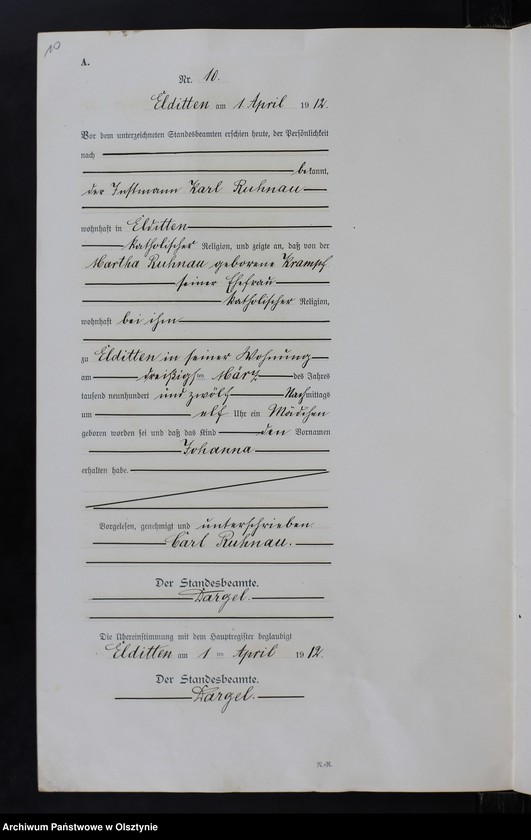 10
A.
Nr. 10.
Elditten am 1 April 1912.
Vor dem unterzeichneten Standesbeamten erschien heute, der Persönlichkeit
nach
bekannt,
der Instmann Karl Ruhnau
wohnhaft in Elditten
katholischer Religion, und zeigte an, daß von der
Martha Ruhnau geborene Krampf
seiner Ehefrau
katholischer Religion,
wohnhaft bei ihm
zu Elditten in seiner Wohnung
am dreißigsten März des Jahres
tausend neunhundert und zwölf Nachmittags
um elf Uhr ein Mädchen
geboren worden sei und daß das Kind den Vornamen
Johanna
erhalten habe.
Vorgelesen, genehmigt und unterschrieben
Carl Ruhnau.
Der Standesbeamte.
Dargel.
Die Übereinstimmung mit dem Hauptregister beglaubigt
Elditten am 1 ten April 1912.
Der Standesbeamte.
Dargel.
R.-R.
Archiwum Państwowe w Olsztynie